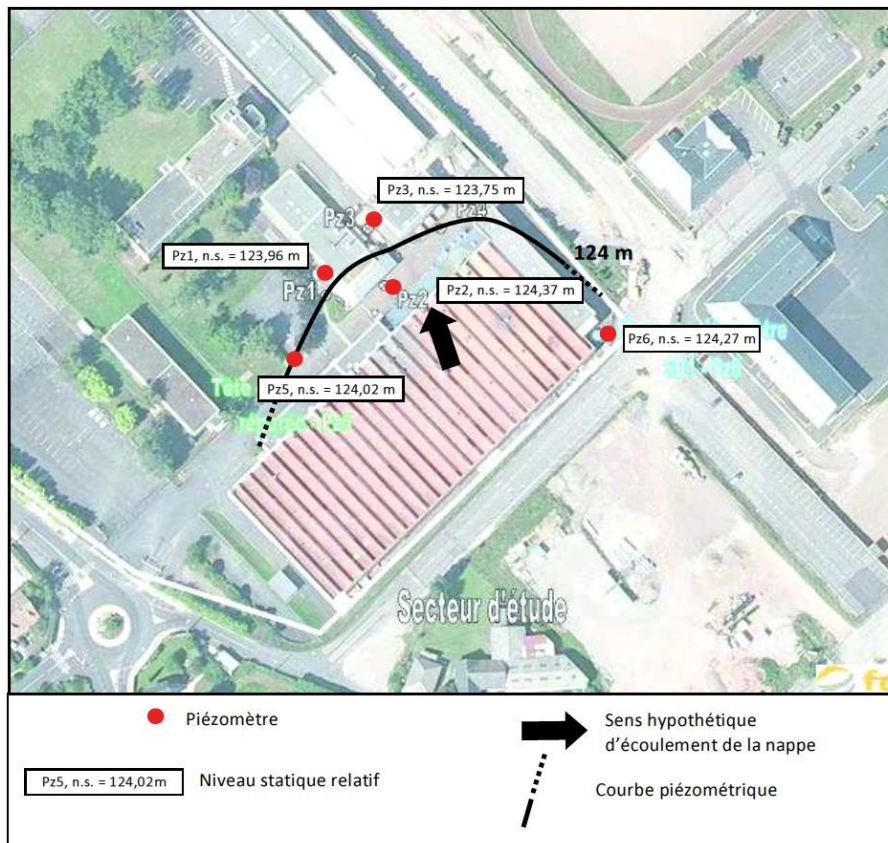 Pz3, n.s. = 123,75 m
Pz3
Pz4
Pz1, n.s. = 123,96 m
124 m
Pz1
Pz2
Pz2, n.s. = 124,37 m
Pz6, n.s. = 124,27 m
Pz5, n.s. = 124,02 m
Secteur d'étude
Piézomètre
Sens hypothétique
d'écoulement de la nappe
Pz5, n.s. = 124,02m
Niveau statique relatif
Courbe piézométrique